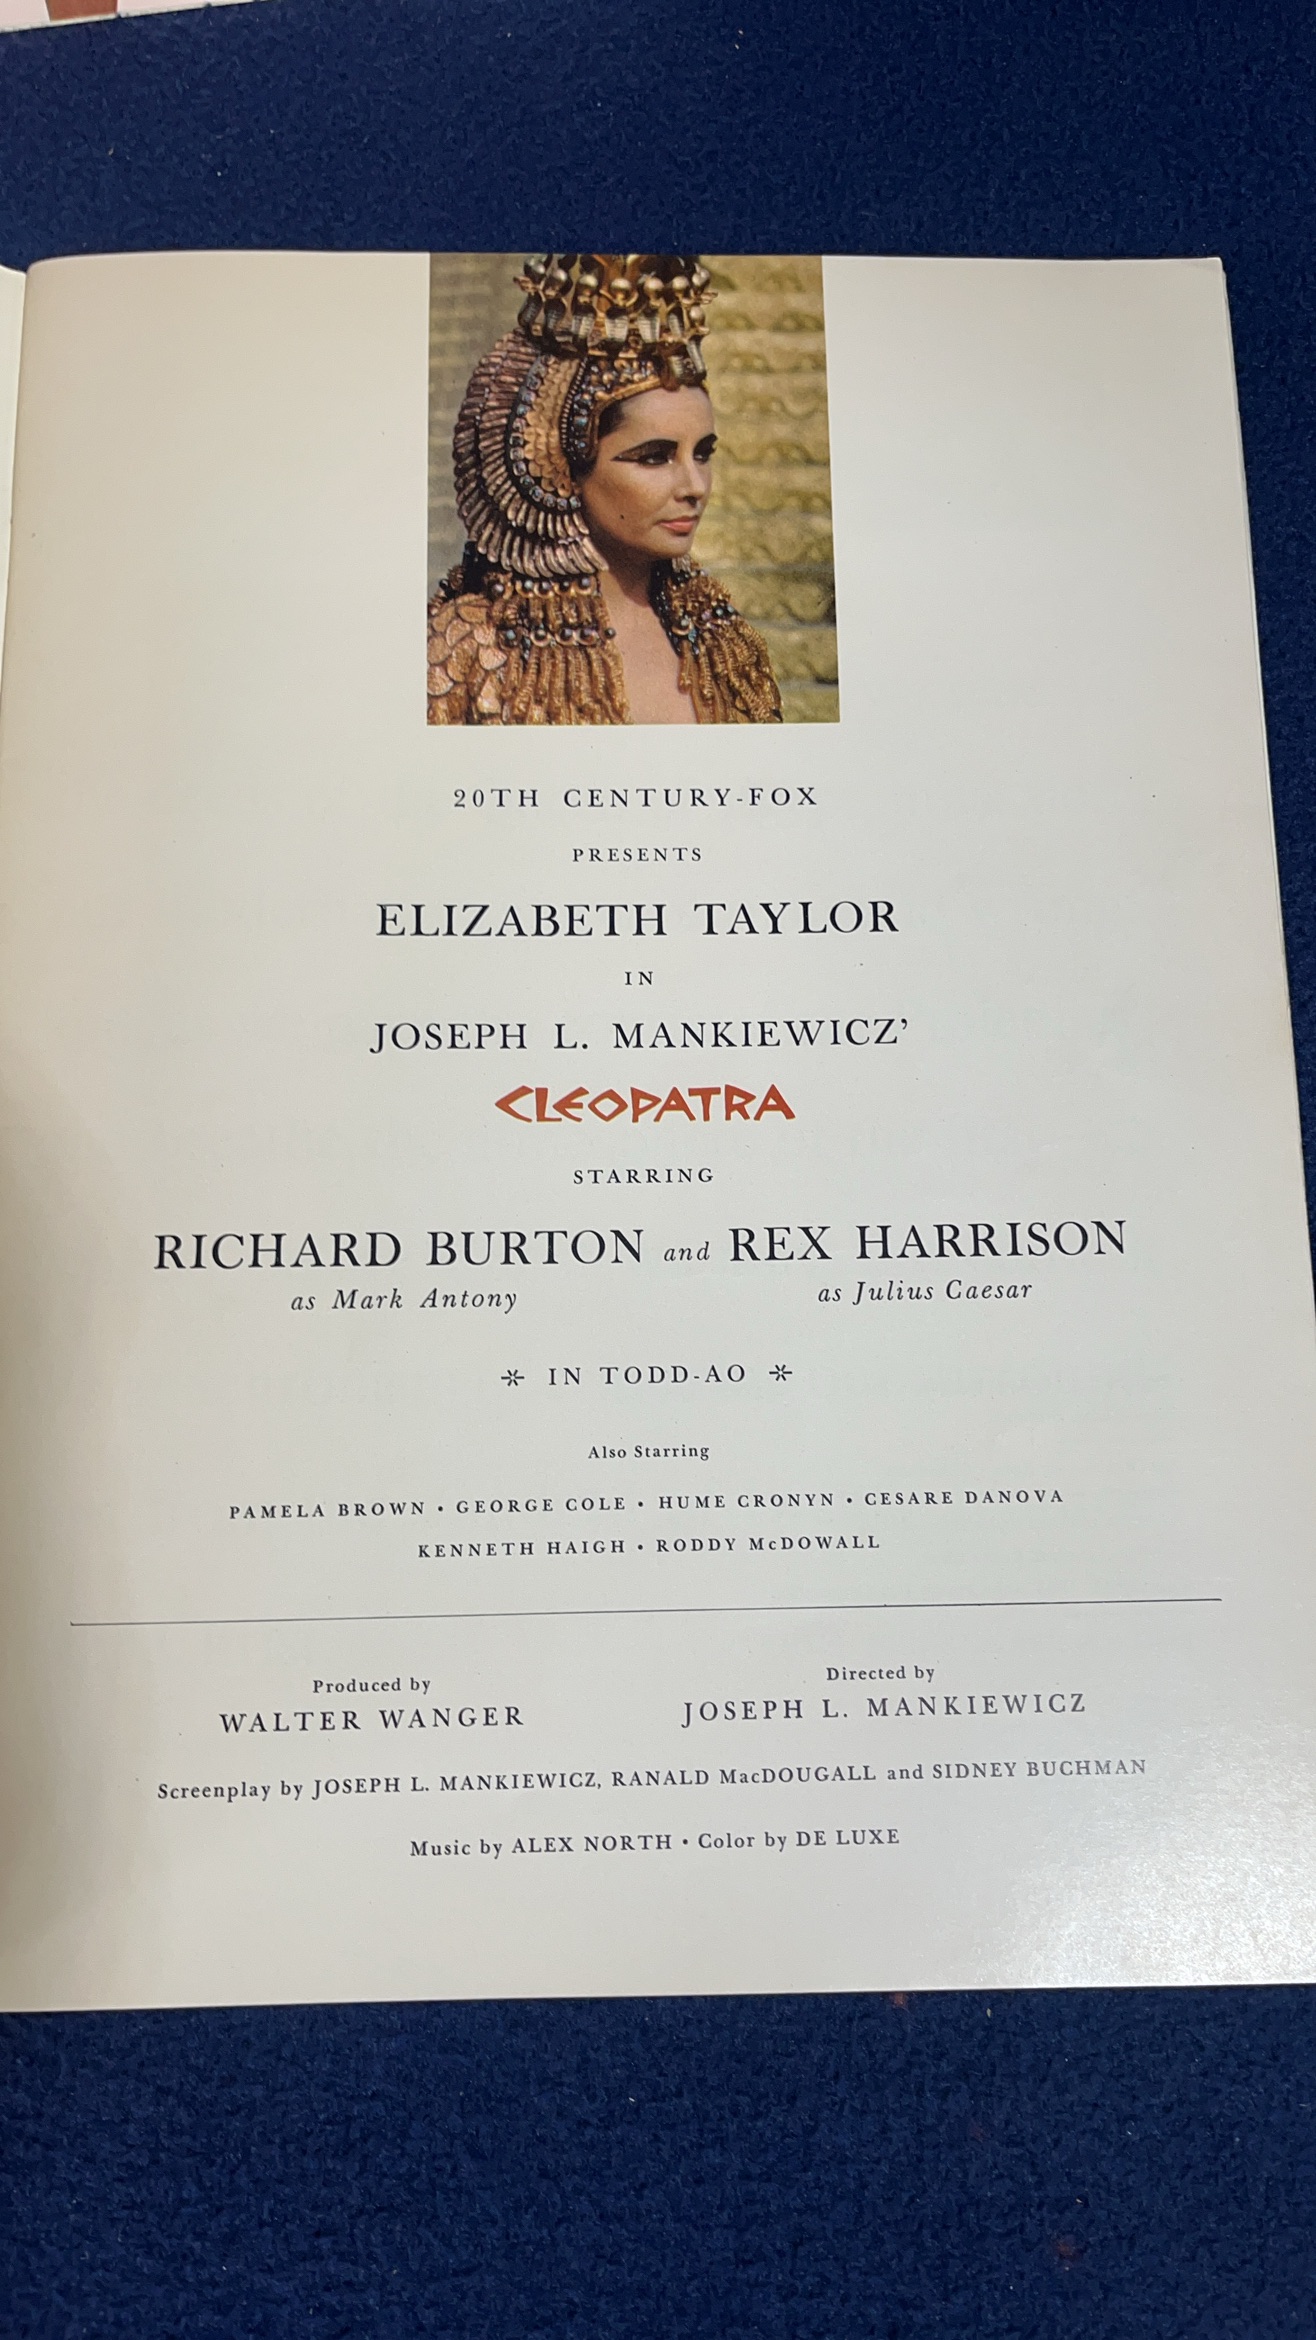 20TH CENTURY-FOX
PRESENTS
ELIZABETH TAYLOR
IN
JOSEPH L. MANKIEWICZ’
CLEOPATRA
STARRING
RICHARD BURTON and REX HARRISON
as Mark Antony as Julius Caesar
IN TODD-AO
Also Starring
PAMELA BROWN • GEORGE COLE • HUME CRONYN • CESARE DANOVA
KENNETH HAIGH • RODDY McDOWALL
Produced by Directed by
WALTER WANGER JOSEPH L. MANKIEWICZ
Screenplay by JOSEPH L. MANKIEWICZ, RANALD MacDOUGALL and SIDNEY BUCHMAN
Music by ALEX NORTH • Color by DE LUXE